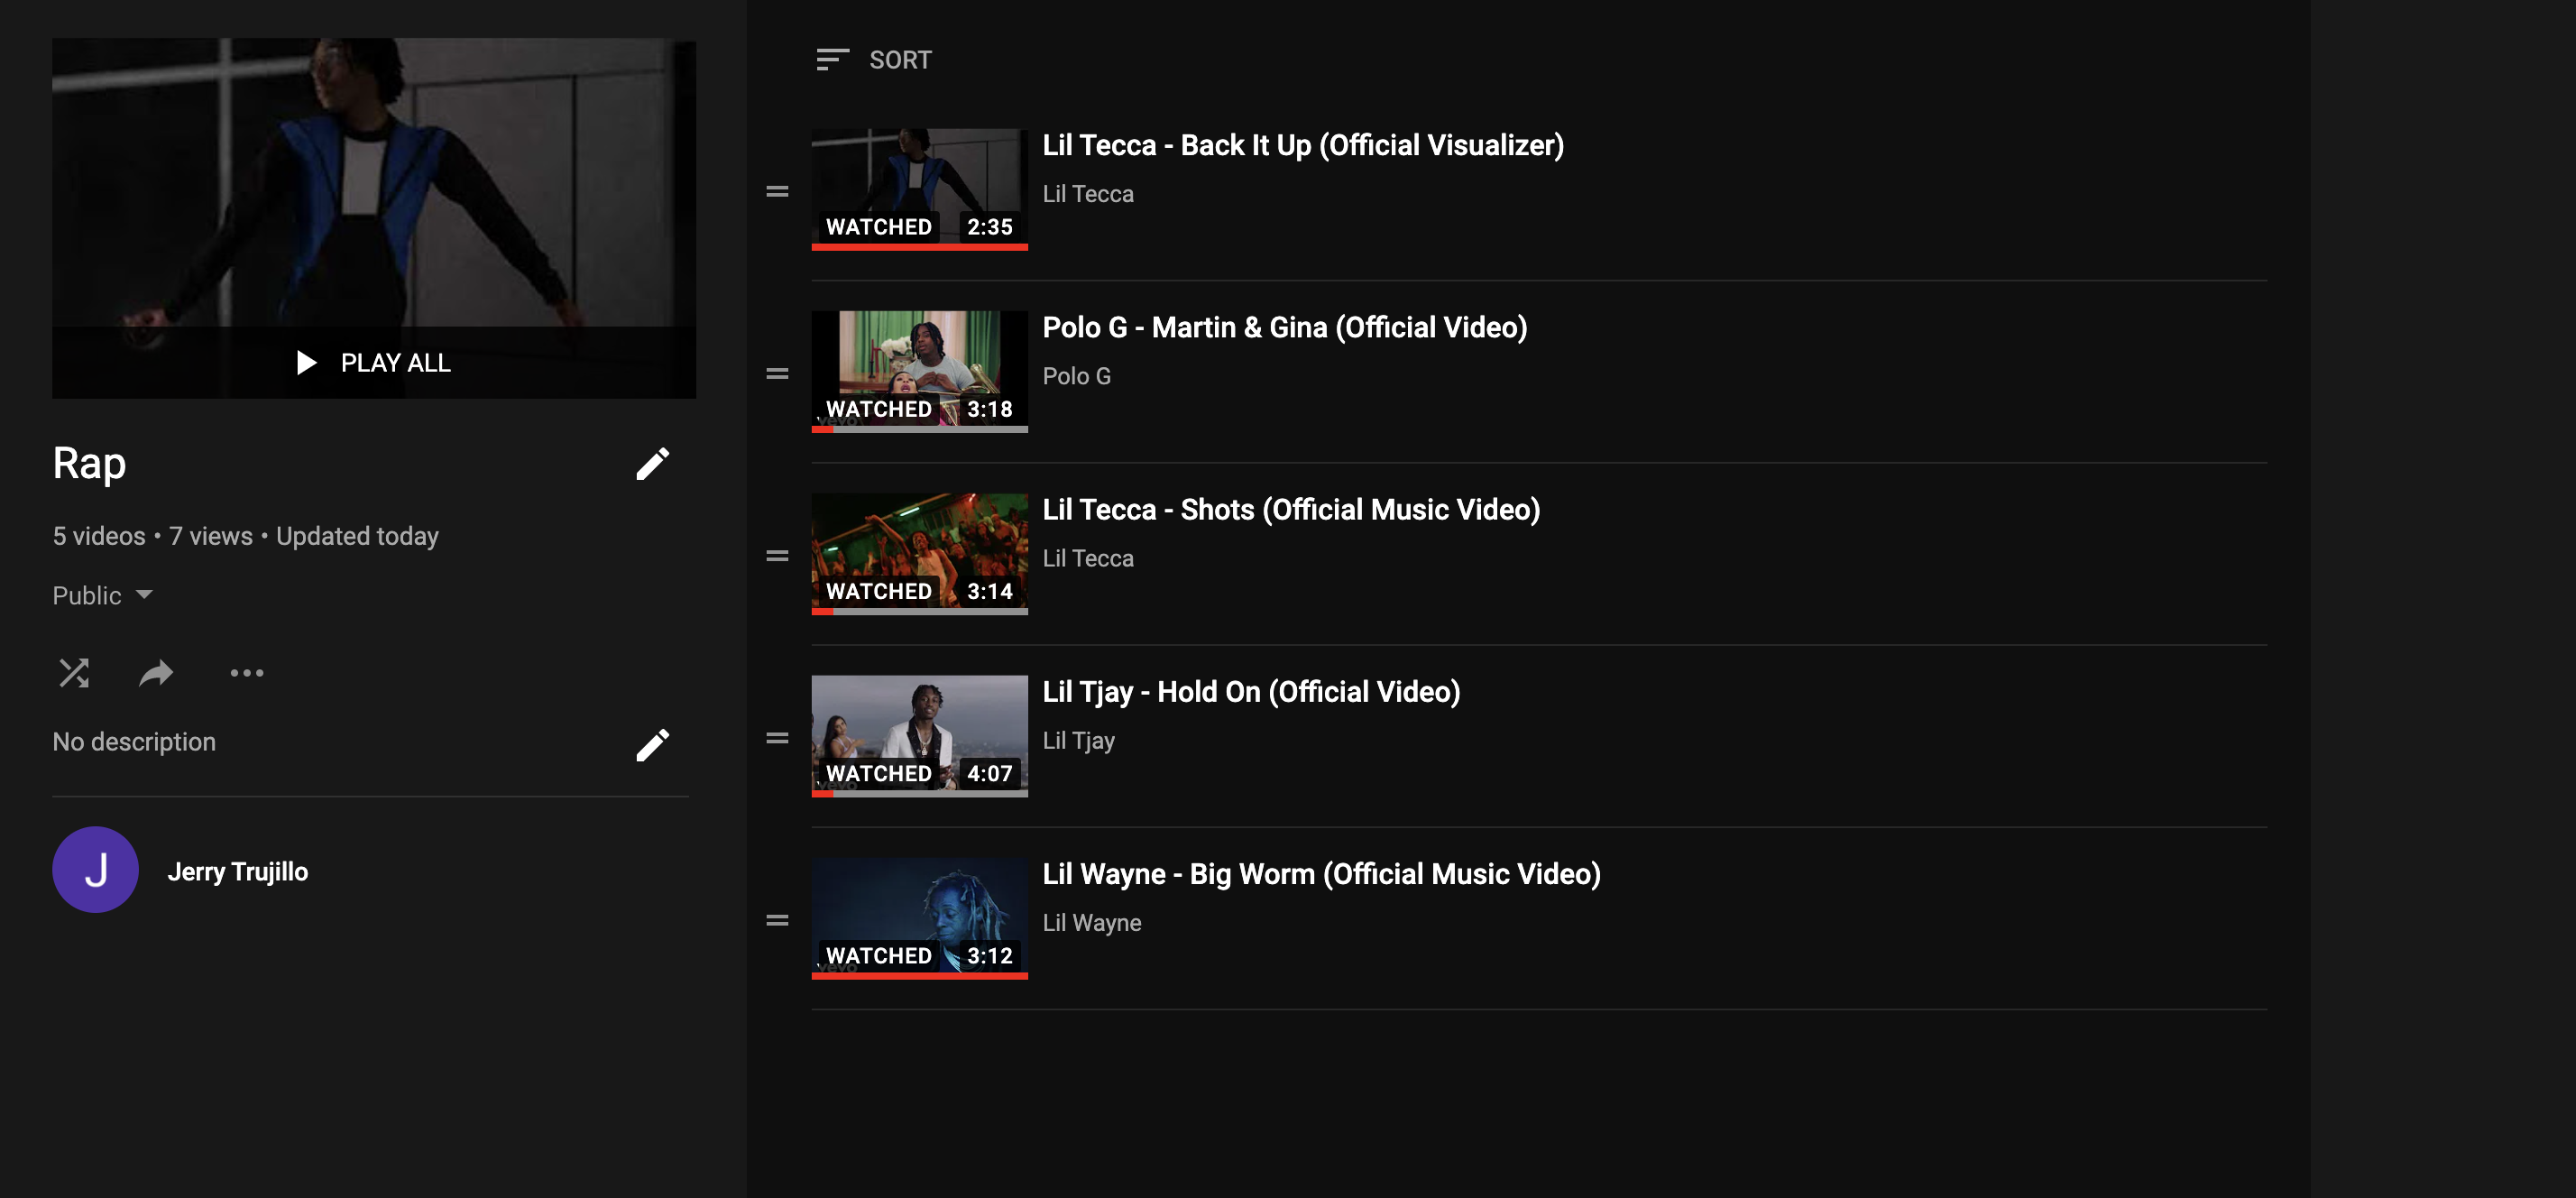 PLAY ALL
Rap
5 videos • 7 views • Updated today
Public
No description
J
Jerry Trujillo
SORT
Lil Tecca - Back It Up (Official Visualizer)
Lil Tecca
WATCHED 2:35
Polo G - Martin & Gina (Official Video)
Polo G
WATCHED 3:18
vevo
Lil Tecca - Shots (Official Music Video)
Lil Tecca
WATCHED 3:14
Lil Tjay - Hold On (Official Video)
Lil Tjay
WATCHED 4:07
vevo
Lil Wayne - Big Worm (Official Music Video)
Lil Wayne
WATCHED 3:12
vevo